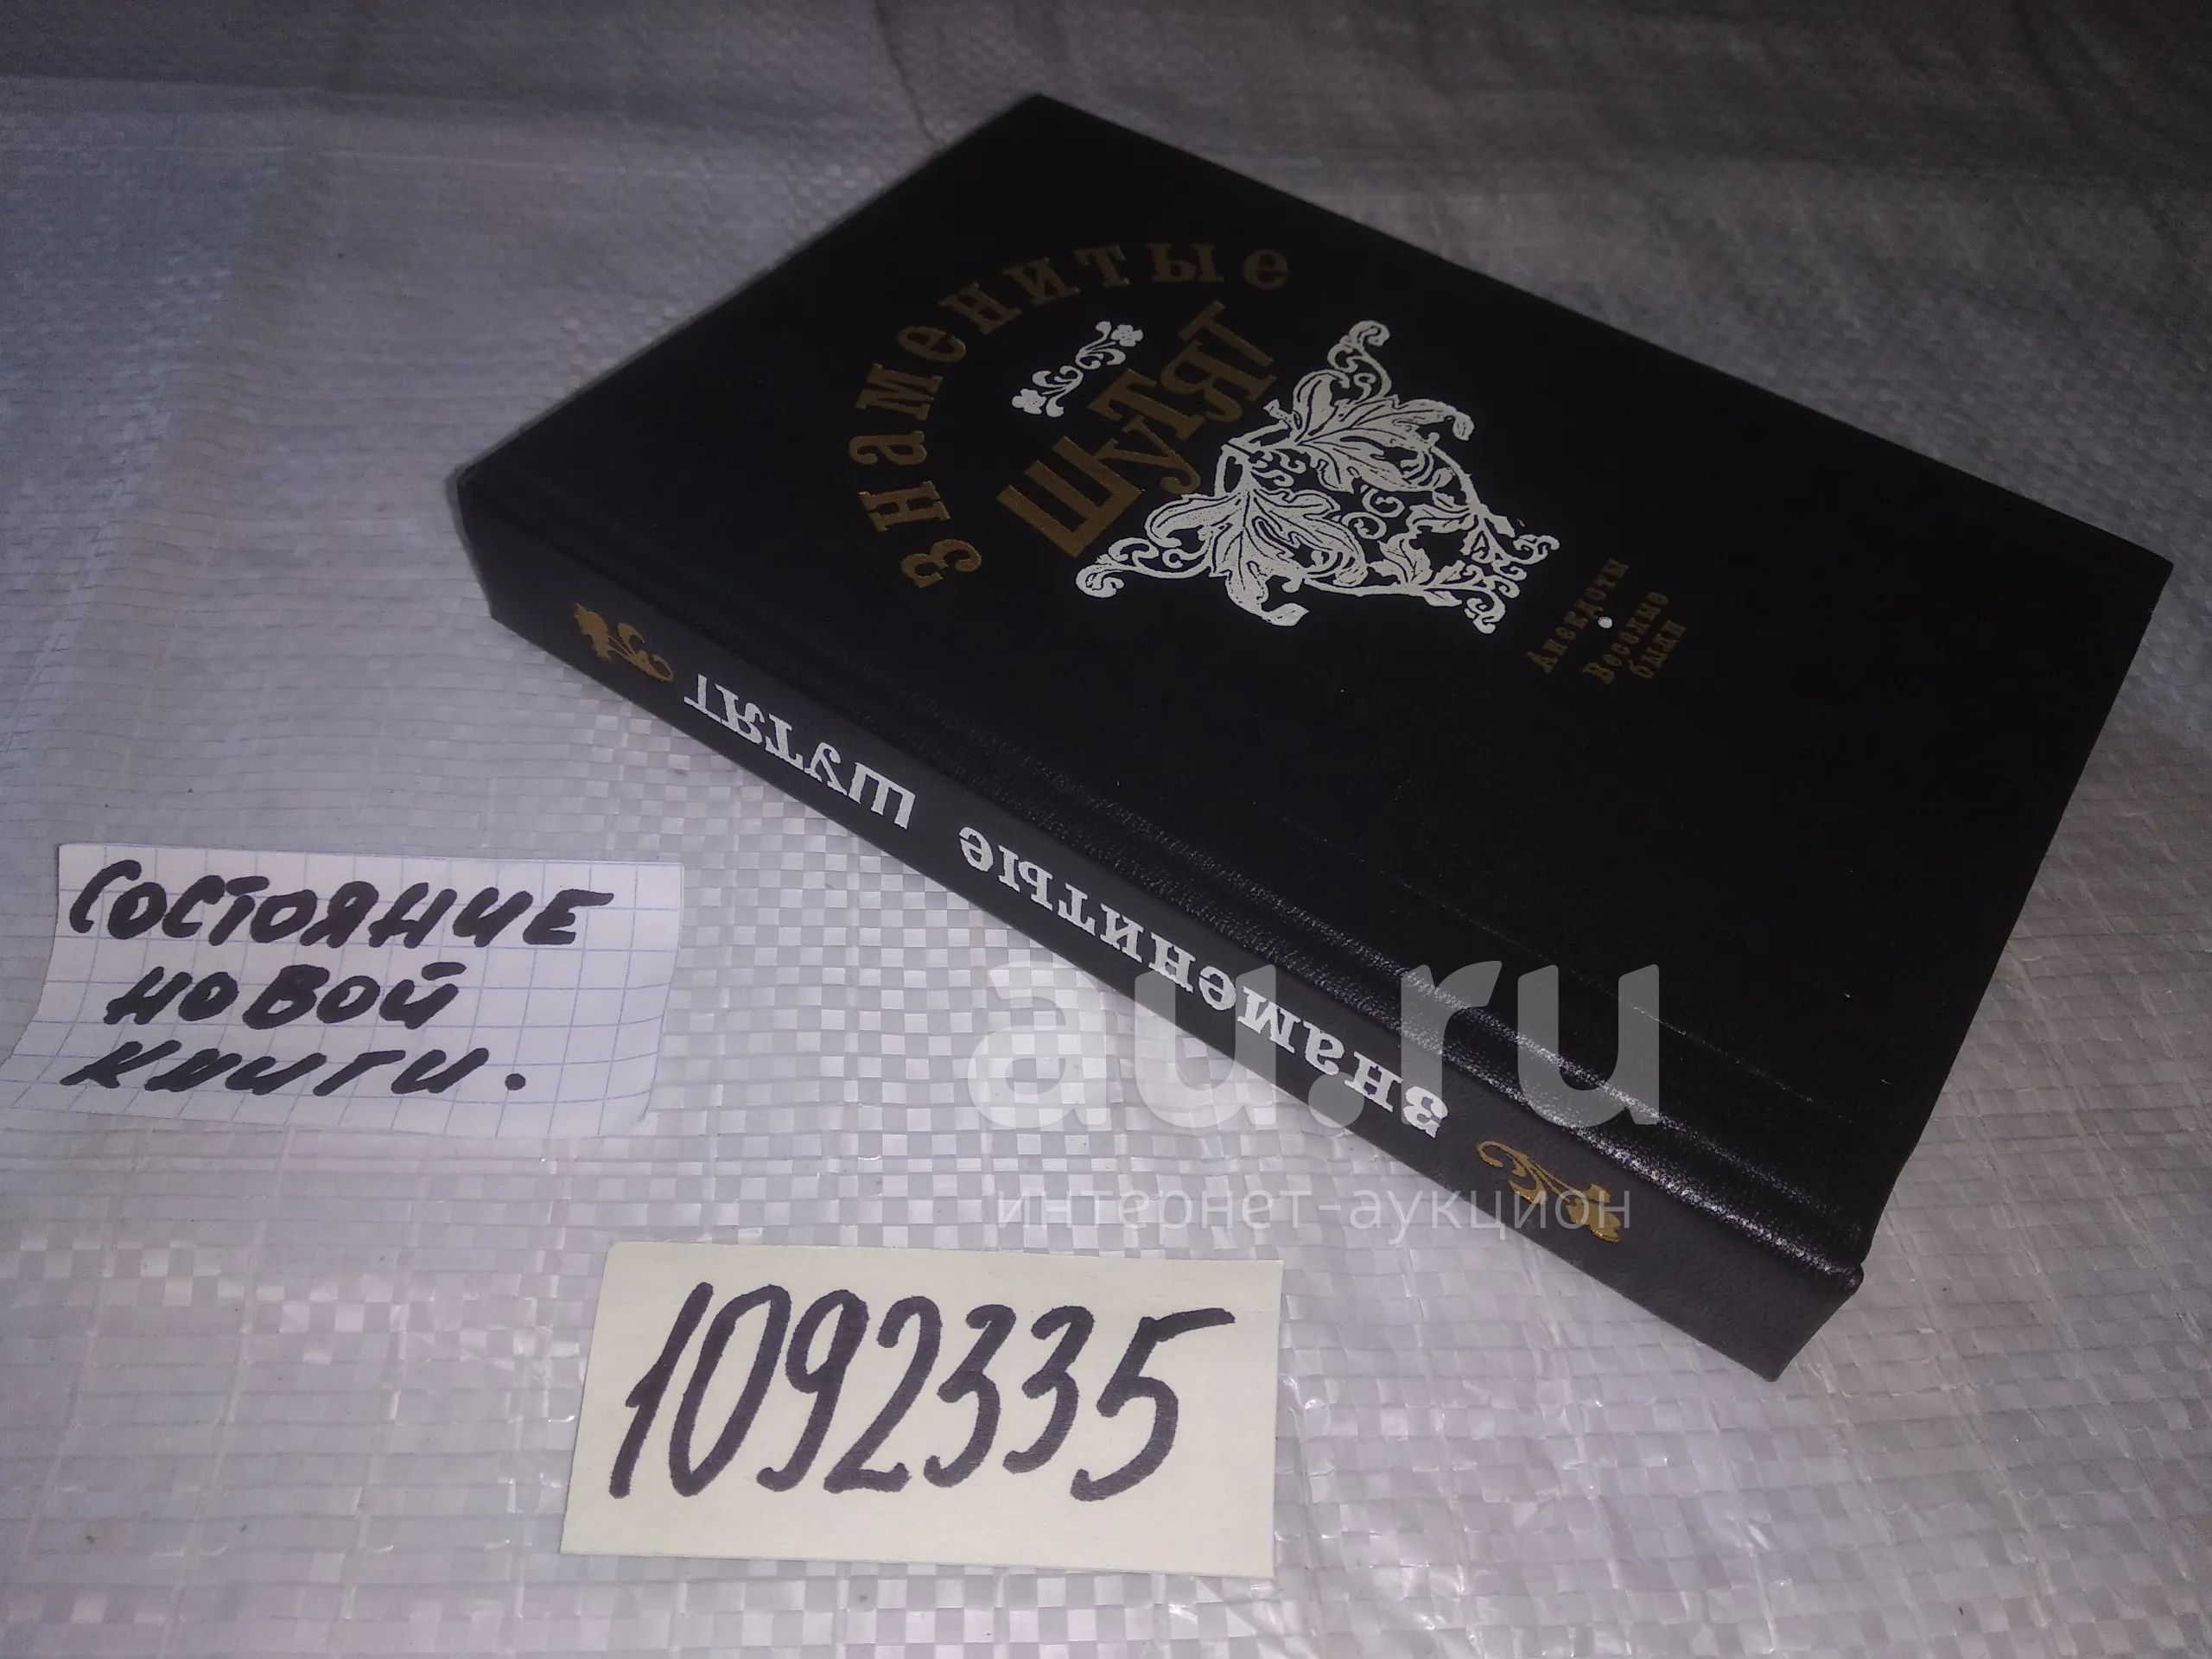 знаменитые
шутят
Анекдоты
Веселые
были
знаменитые шутят
Состояние
новой
книги.
1092335
au.ru
интернет-аукцион